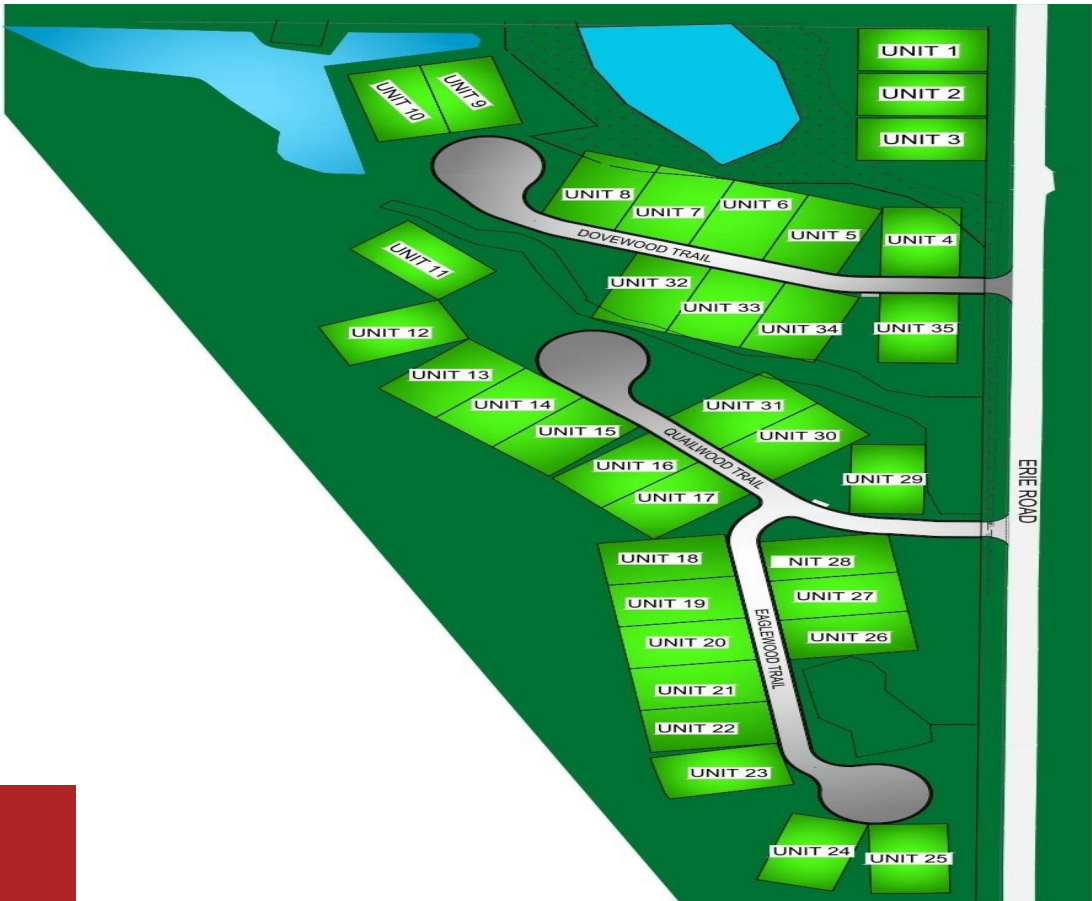 UNIT 1
UNIT 2
UNIT 3
UNIT 9
UNIT 10
UNIT 8
UNIT 7
UNIT 6
UNIT 5
UNIT 4
DOVEWOOD TRAIL
UNIT 11
UNIT 32
UNIT 33
UNIT 34
UNIT 35
UNIT 12
UNIT 13
UNIT 14
UNIT 15
UNIT 31
UNIT 30
QUAILWOOD TRAIL
UNIT 16
UNIT 17
UNIT 29
ERIE ROAD
UNIT 18
NIT 28
UNIT 19
UNIT 27
UNIT 20
UNIT 26
EAGLEWOOD TRAIL
UNIT 21
UNIT 22
UNIT 23
UNIT 24
UNIT 25